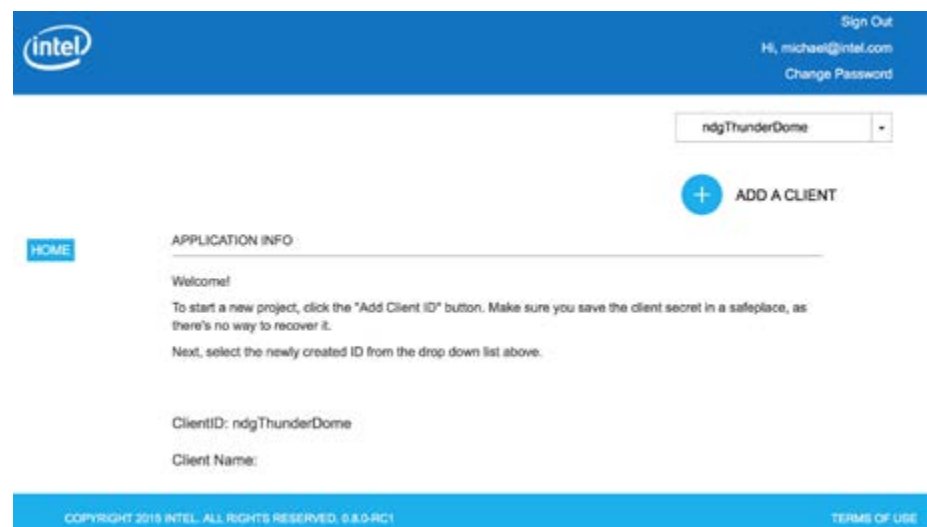 intel
Sign Out
Hi, michael@intel.com
Change Password
ndgThunderDome
+ ADD A CLIENT
HOME
APPLICATION INFO
Welcome!
To start a new project, click the "Add Client ID" button. Make sure you save the client secret in a safeplace, as
there's no way to recover it.
Next, select the newly created ID from the drop down list above.
ClientID: ndgThunderDome
Client Name:
COPYRIGHT 2015 INTEL. ALL RIGHTS RESERVED, 0.8.0-RC1
TERMS OF USE